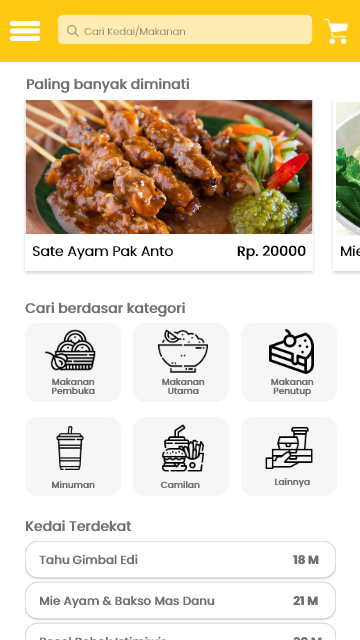 Cari Kedai/Makanan
Paling banyak diminati
Sate Ayam Pak Anto Rp. 20000
Mie
Cari berdasar kategori
Makanan Pembuka
Makanan Utama
Makanan Penutup
Minuman
Camilan
Lainnya
Kedai Terdekat
Tahu Gimbal Edi 18 M
Mie Ayam & Bakso Mas Danu 21 M